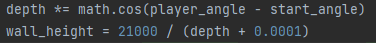 depth *= math.cos(player_angle - start_angle)
wall_height = 21000 / (depth + 0.0001)